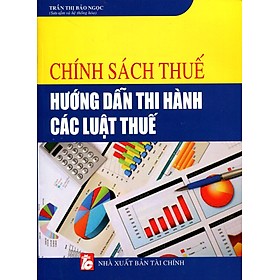 TRẦN THỊ BẢO NGỌC
(Sưu tầm và hệ thống hóa)
CHÍNH SÁCH THUẾ
HƯỚNG DẪN THI HÀNH
CÁC LUẬT THUẾ
NHÀ XUẤT BẢN TÀI CHÍNH